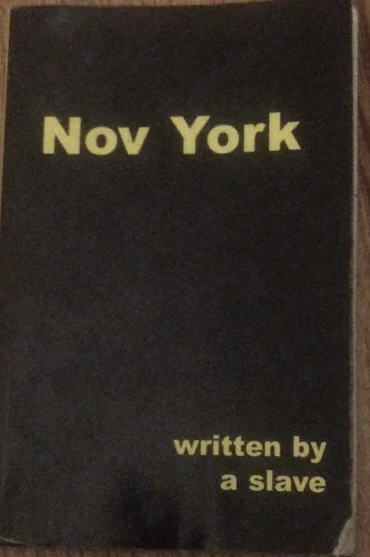 Nov York
written by
a slave